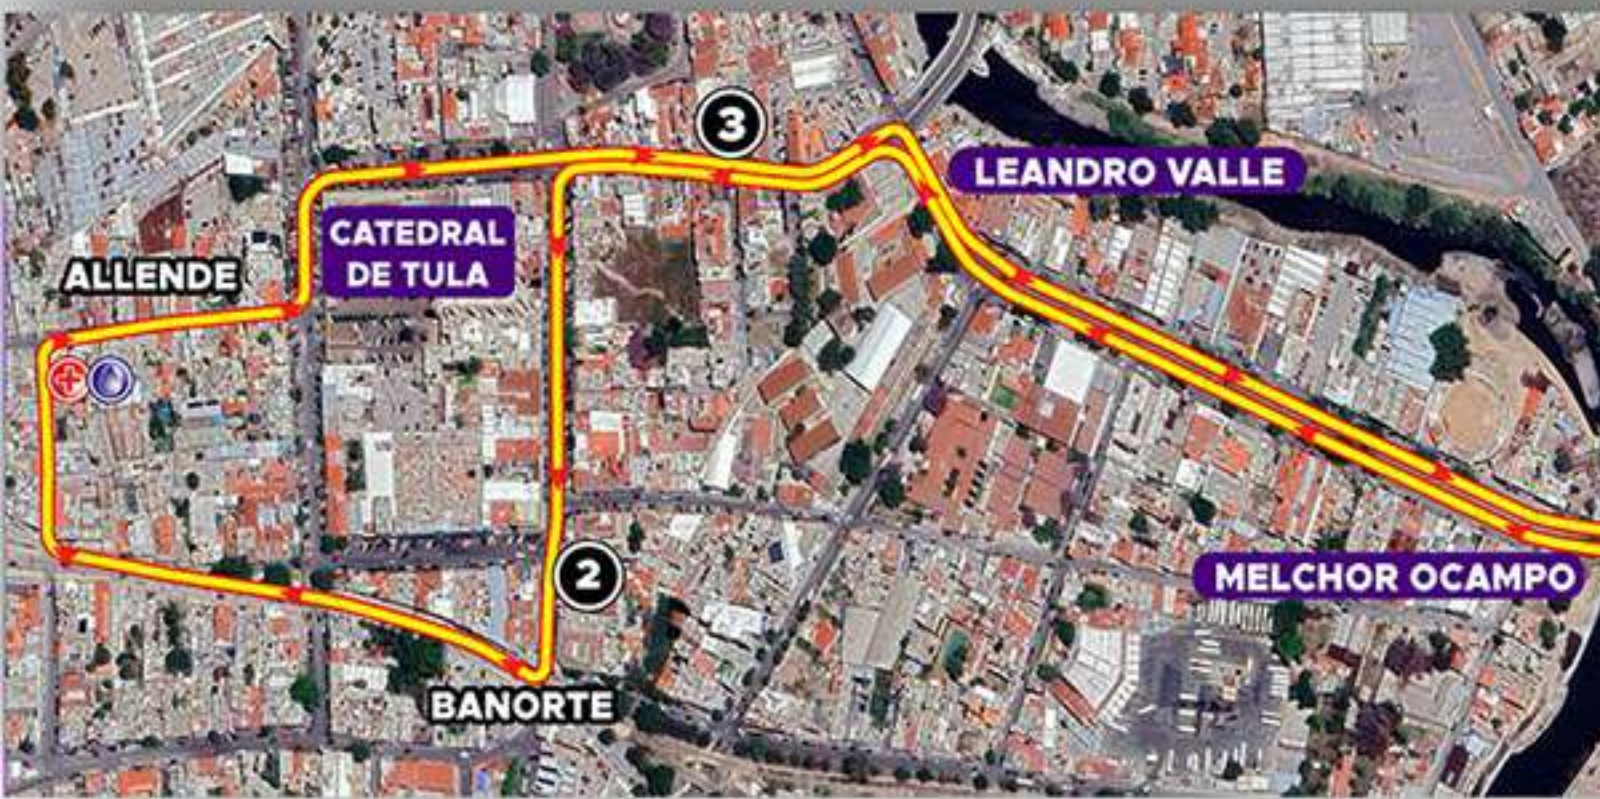 3
LEANDRO VALLE
CATEDRAL
DE TULA
ALLENDE
2
MELCHOR OCAMPO
BANORTE